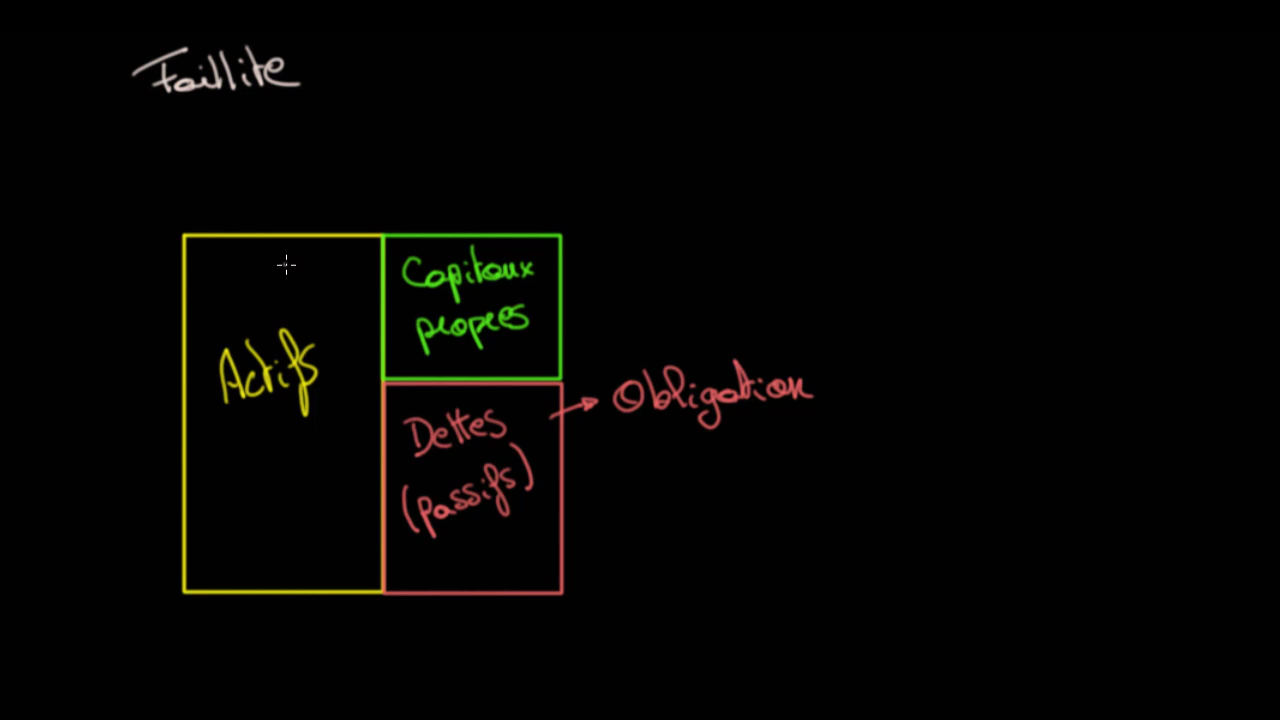 Faillite
Capitaux
propres
Actifs
Dettes
(passifs)
Obligation